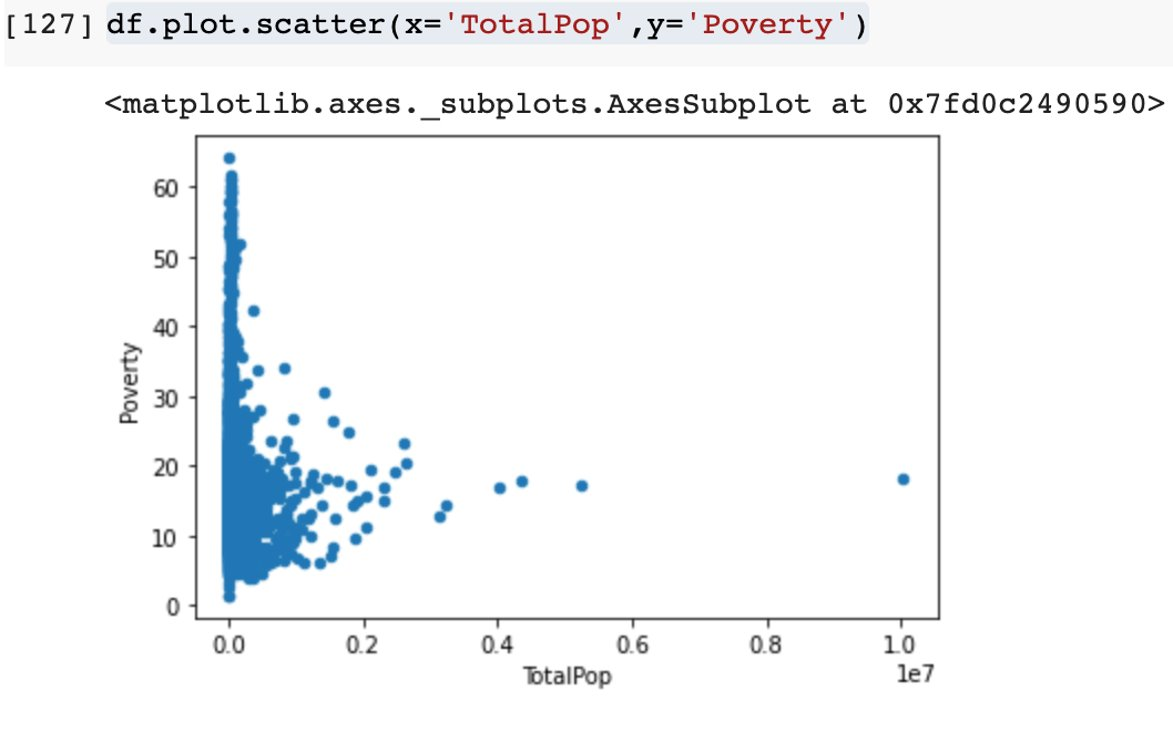 [127] df.plot.scatter(x='TotalPop',y='Poverty')
<matplotlib.axes._subplots.AxesSubplot at 0x7fd0c2490590>
60
50
40
30
20
10
0
Poverty
0.0 0.2 0.4 0.6 0.8 1.0
1e7
TotalPop